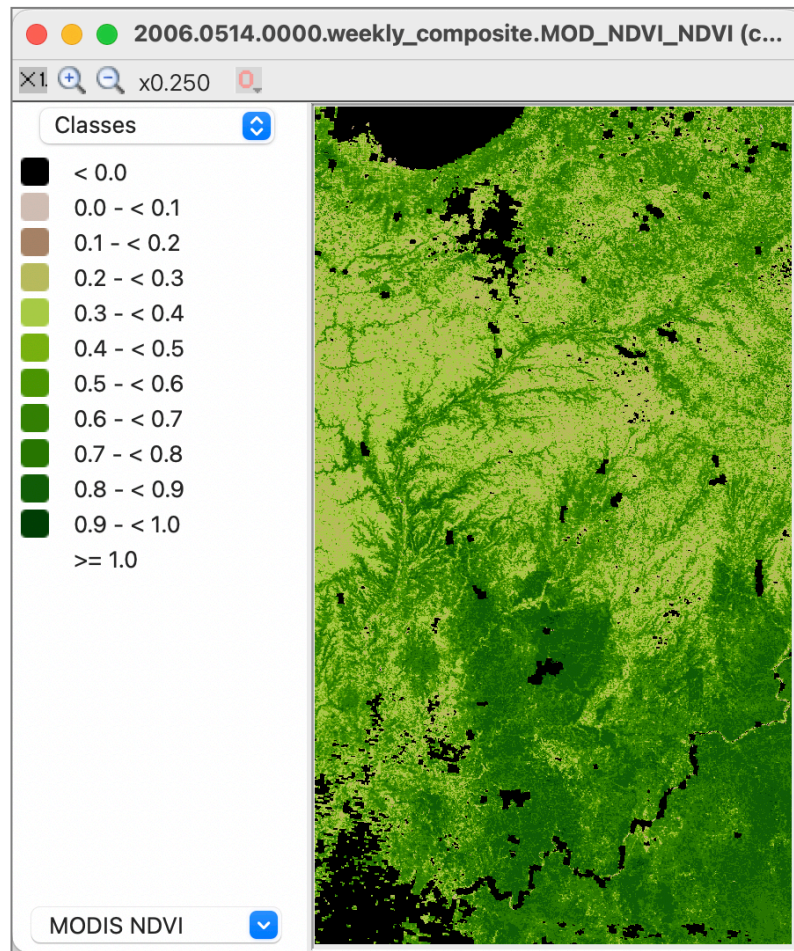 2006.0514.0000.weekly_composite.MOD_NDVI_NDVI (c...
×1. x0.250 0
Classes
< 0.0
0.0 - < 0.1
0.1 - < 0.2
0.2 - < 0.3
0.3 - < 0.4
0.4 - < 0.5
0.5 - < 0.6
0.6 - < 0.7
0.7 - < 0.8
0.8 - < 0.9
0.9 - < 1.0
>= 1.0
MODIS NDVI